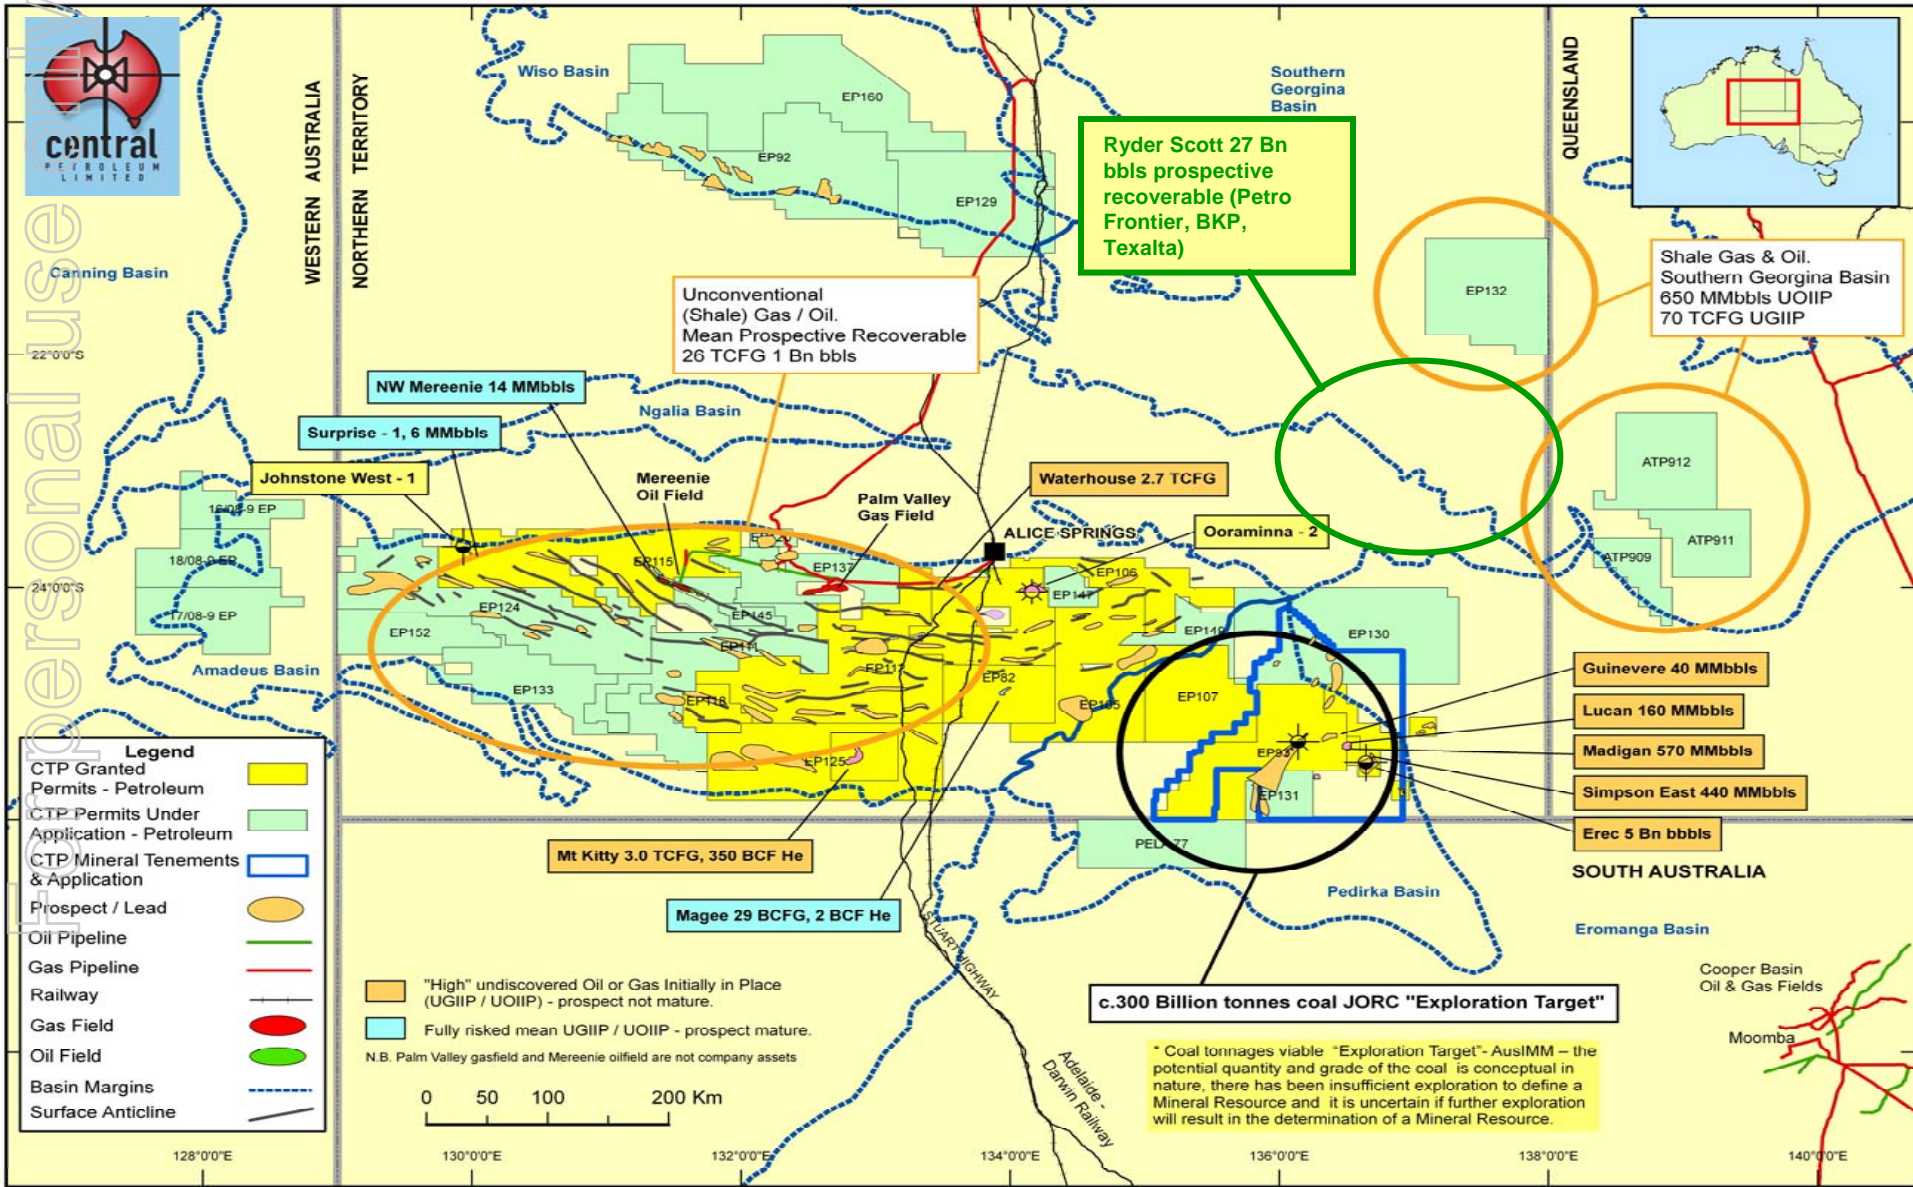 For personal use only
central
PETROLEUM
LIMITED
WESTERN AUSTRALIA
NORTHERN TERRITORY
QUEENSLAND
Wiso Basin
Southern
Georgina
Basin
Canning Basin
EP160
EP92
EP129
Ryder Scott 27 Bn
bbls prospective
recoverable (Petro
Frontier, BKP,
Texalta)
EP132
Shale Gas & Oil.
Southern Georgina Basin
650 MMbbls UOIIP
70 TCFG UGIIP
Unconventional
(Shale) Gas / Oil.
Mean Prospective Recoverable
26 TCFG 1 Bn bbls
22°0'0"S
NW Mereenie 14 MMbbls
Ngalia Basin
Surprise - 1, 6 MMbbls
Johnstone West - 1
Mereenie
Oil Field
Palm Valley
Gas Field
Waterhouse 2.7 TCFG
Ooraminna - 2
ALICE SPRINGS
ATP912
ATP911
ATP909
16/08-9 EP
18/08-9 EP
17/08-9 EP
24°0'0"S
EP115
EP137
EP106
EP147
EP124
EP145
EP152
EP111
EP112
EP149
EP130
Amadeus Basin
EP133
EP118
EP82
EP105
EP107
EP93
EP125
EP131
PELA 77
Guinevere 40 MMbbls
Lucan 160 MMbbls
Madigan 570 MMbbls
Simpson East 440 MMbbls
Erec 5 Bn bbbls
SOUTH AUSTRALIA
Legend
CTP Granted
Permits - Petroleum
CTP Permits Under
Application - Petroleum
CTP Mineral Tenements
& Application
Prospect / Lead
Oil Pipeline
Gas Pipeline
Railway
Gas Field
Oil Field
Basin Margins
Surface Anticline
Mt Kitty 3.0 TCFG, 350 BCF He
Magee 29 BCFG, 2 BCF He
Pedirka Basin
Eromanga Basin
STUART HIGHWAY
Adelaide -
Darwin Railway
Cooper Basin
Oil & Gas Fields
Moomba
"High" undiscovered Oil or Gas Initially in Place
(UGIIP / UOIIP) - prospect not mature.
Fully risked mean UGIIP / UOIIP - prospect mature.
N.B. Palm Valley gasfield and Mereenie oilfield are not company assets
0 50 100 200 Km
c.300 Billion tonnes coal JORC "Exploration Target"
* Coal tonnages viable "Exploration Target"- AusIMM – the
potential quantity and grade of the coal is conceptual in
nature, there has been insufficient exploration to define a
Mineral Resource and it is uncertain if further exploration
will result in the determination of a Mineral Resource.
128°0'0"E
130°0'0"E
132°0'0"E
134°0'0"E
136°0'0"E
138°0'0"E
140°0'0"E